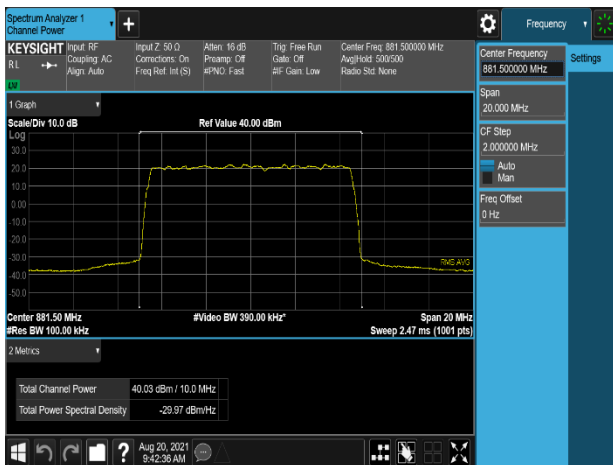 Spectrum Analyzer 1
Channel Power
Frequency
KEYSIGHT
R L
Input: RF
Coupling: AC
Align: Auto
Input Z: 50 Ω
Corrections: On
Freq Ref: Int (S)
Atten: 16 dB
Preamp: Off
#PNO: Fast
Trig: Free Run
Gate: Off
#IF Gain: Low
Center Freq: 881.500000 MHz
Avg|Hold: 500/500
Radio Std: None
Center Frequency
881.500000 MHz
Settings
Span
20.000 MHz
CF Step
2.000000 MHz
Auto
Man
Freq Offset
0 Hz
1 Graph
Scale/Div 10.0 dB
Ref Value 40.00 dBm
Log
30.0
20.0
10.0
0.00
-10.0
-20.0
-30.0
-40.0
-50.0
RMS AVG
Center 881.50 MHz
#Video BW 390.00 kHz*
Span 20 MHz
#Res BW 100.00 kHz
Sweep 2.47 ms (1001 pts)
2 Metrics
Total Channel Power 40.03 dBm / 10.0 MHz
Total Power Spectral Density -29.97 dBm/Hz
Aug 20, 2021
9:42:36 AM